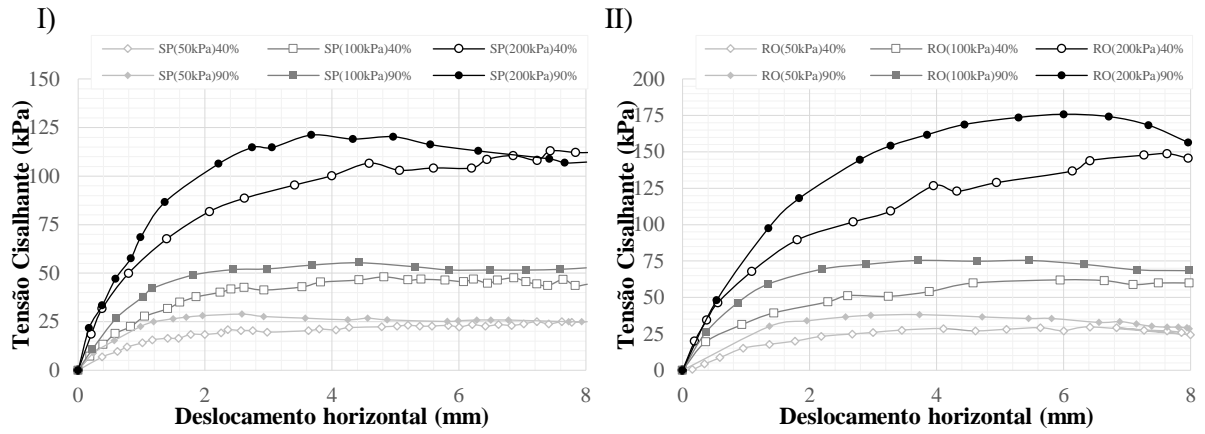 I)
SP(50kPa)40% SP(100kPa)40% SP(200kPa)40%
SP(50kPa)90% SP(100kPa)90% SP(200kPa)90%
Tensão Cisalhante (kPa)
150
125
100
75
50
25
0
0 2 4 6 8
Deslocamento horizontal (mm)
II)
RO(50kPa)40% RO(100kPa)40% RO(200kPa)40%
RO(50kPa)90% RO(100kPa)90% RO(200kPa)90%
Tensão Cisalhante (kPa)
200
175
150
125
100
75
50
25
0
0 2 4 6 8
Deslocamento horizontal (mm)